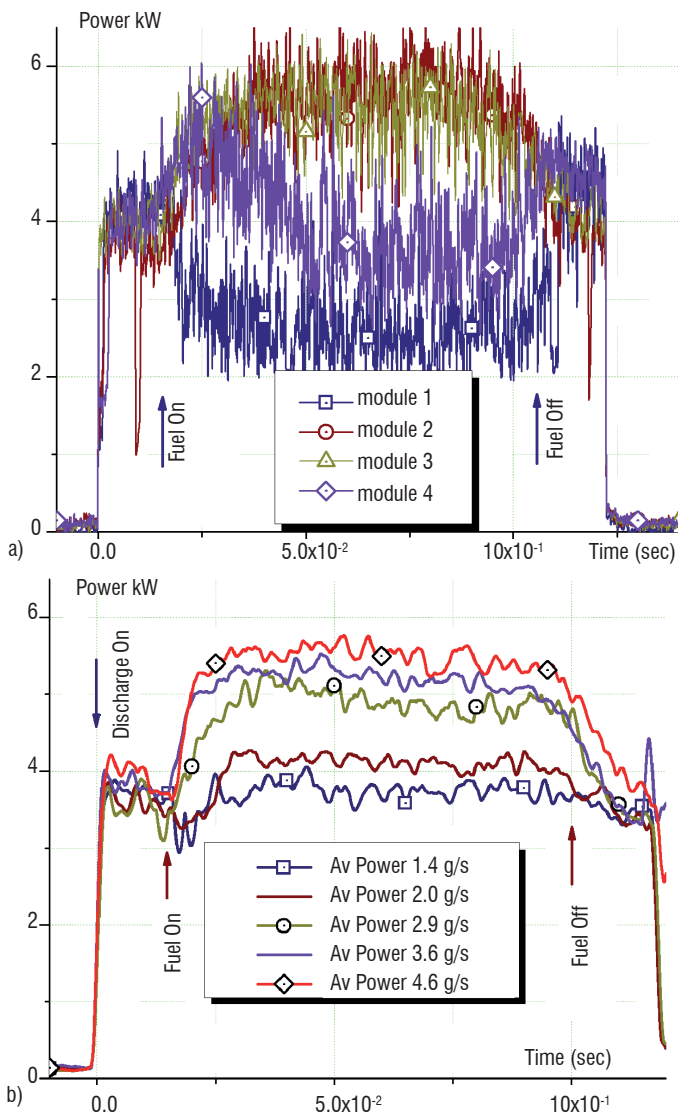 Power kW
6
4
2
0
Fuel On
Fuel Off
module 1
module 2
module 3
module 4
a)
0.0
5.0x10⁻²
10x10⁻¹
Time (sec)
Power kW
6
4
2
0
Discharge On
Fuel On
Fuel Off
Av Power 1.4 g/s
Av Power 2.0 g/s
Av Power 2.9 g/s
Av Power 3.6 g/s
Av Power 4.6 g/s
Time (sec)
b)
0.0
5.0x10⁻²
10x10⁻¹